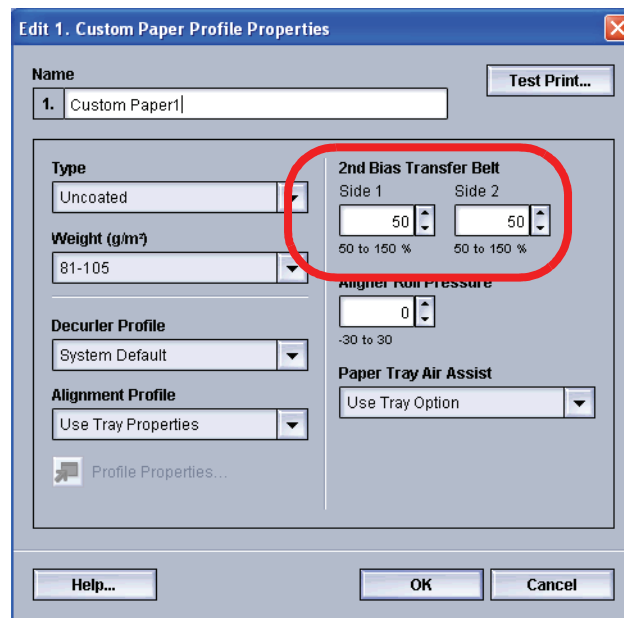 Edit 1. Custom Paper Profile Properties
Name
Test Print...
1. Custom Paper1
Type
Uncoated
Weight (g/m²)
81-105
Decurler Profile
System Default
Alignment Profile
Use Tray Properties
Profile Properties...
2nd Bias Transfer Belt
Side 1 Side 2
50 50
50 to 150 % 50 to 150 %
Aligner Roll Pressure
0
-30 to 30
Paper Tray Air Assist
Use Tray Option
Help... OK Cancel